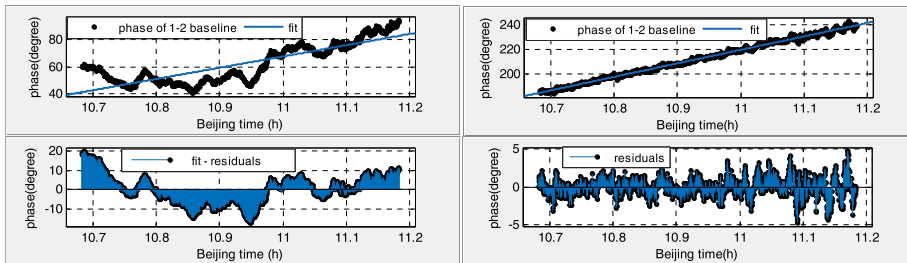 phase of 1-2 baseline fit
phase(degree)
80
60
40
10.7 10.8 10.9 11 11.1 11.2
Beijing time (h)
phase of 1-2 baseline fit
phase(degree)
240
220
200
10.7 10.8 10.9 11 11.1 11.2
Beijing time(h)
fit - residuals
phase(degree)
20
10
0
-10
10.7 10.8 10.9 11 11.1 11.2
Beijing time (h)
residuals
phase(degree)
5
0
-5
10.7 10.8 10.9 11 11.1 11.2
Beijing time (h)